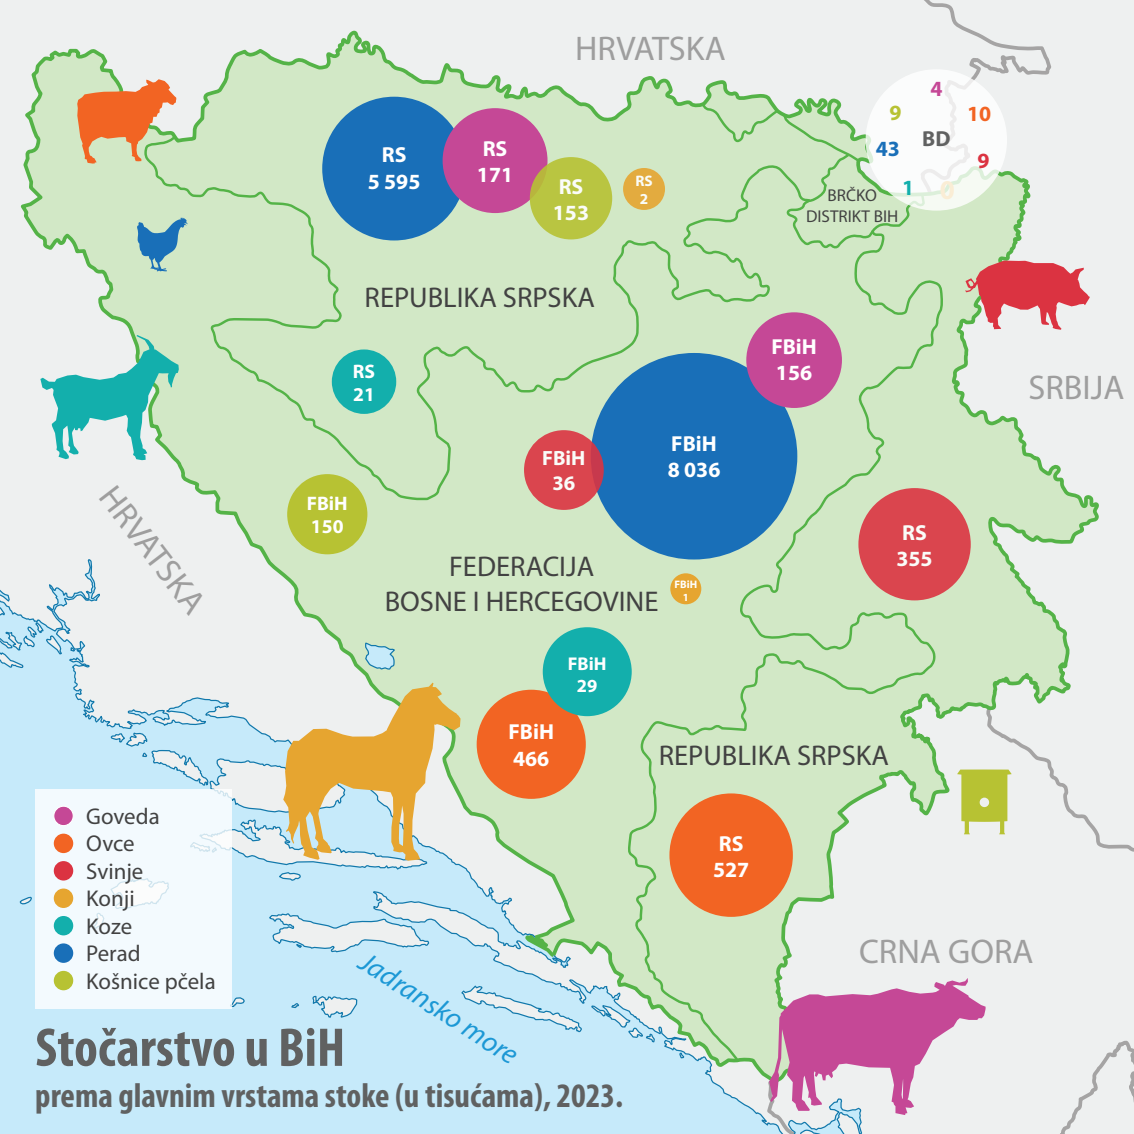 HRVATSKA
4
9
10
BD
43
9
1
0
BRČKO
DISTRIKT BIH
RS
5 595
RS
171
RS
153
RS
2
REPUBLIKA SRPSKA
RS
21
FBiH
156
SRBIJA
FBiH
8 036
FBiH
36
FBiH
150
HRVATSKA
RS
355
FEDERACIJA
BOSNE I HERCEGOVINE
FBiH
1
FBiH
29
FBiH
466
REPUBLIKA SRPSKA
RS
527
CRNA GORA
Jadransko more
Goveda
Ovce
Svinje
Konji
Koze
Perad
Košnice pčela
Stočarstvo u BiH
prema glavnim vrstama stoke (u tisućama), 2023.